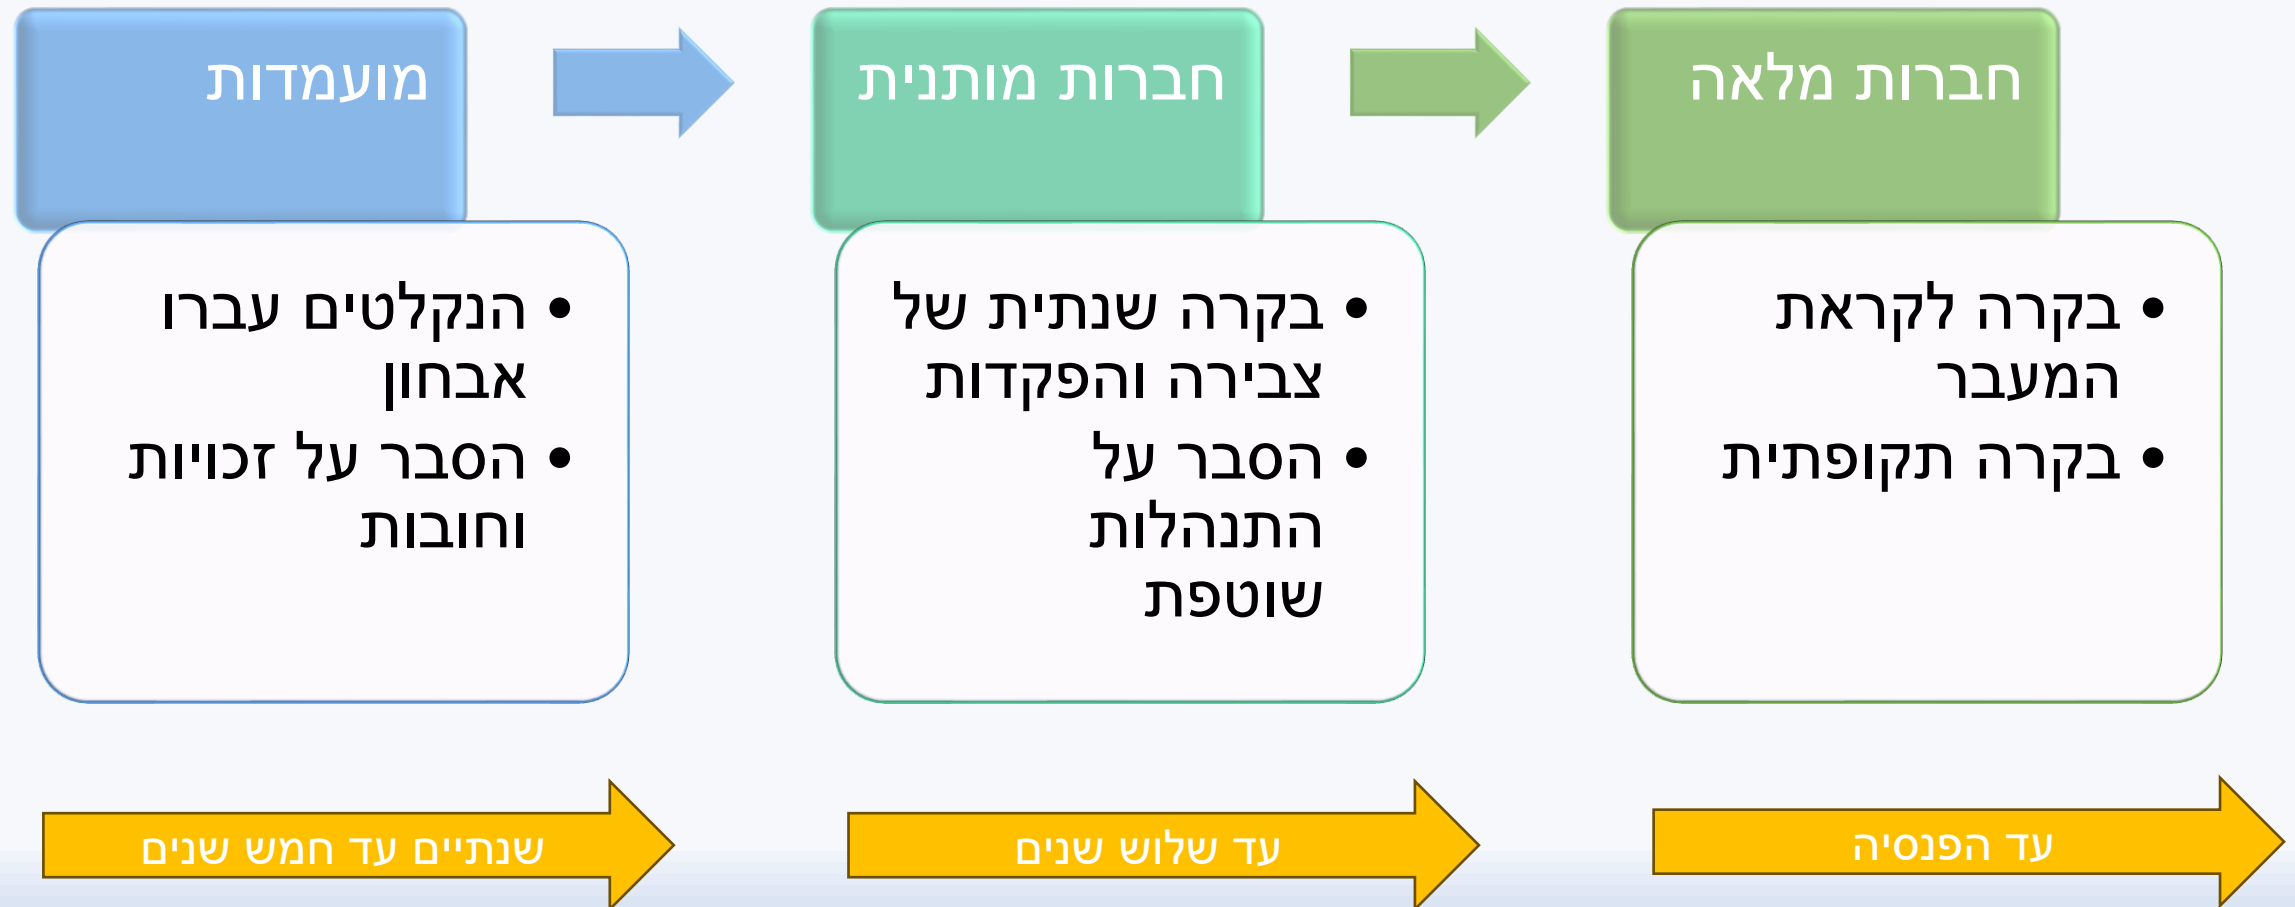 מועמדות
• הנקלטים עברו
אבחון
• הסבר על זכויות
וחובות
שנתיים עד חמש שנים
חברות מותנית
• בקרה שנתית של
צבירה והפקדות
• הסבר על
התנהלות
שוטפת
עד שלוש שנים
חברות מלאה
• בקרה לקראת
המעבר
• בקרה תקופתית
עד הפנסיה